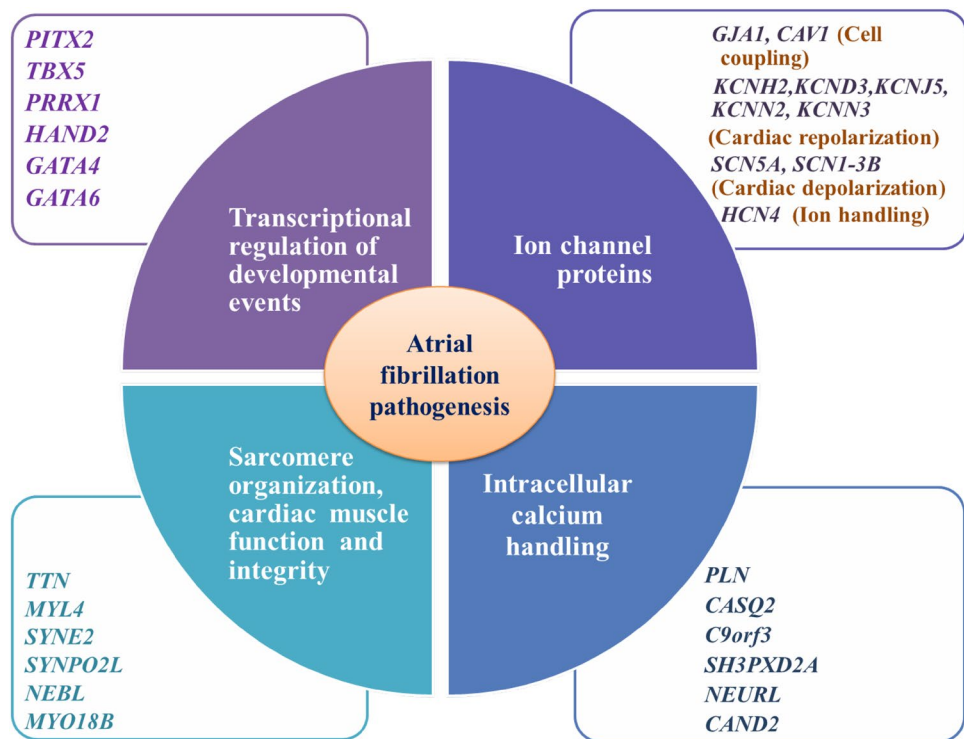 PITX2
TBX5
PRRX1
HAND2
GATA4
GATA6
GJA1, CAV1 (Cell
coupling)
KCNH2,KCND3,KCNJ5,
KCNN2, KCNN3
(Cardiac repolarization)
SCN5A, SCN1-3B
(Cardiac depolarization)
HCN4 (Ion handling)
Transcriptional
regulation of
developmental
events
Ion channel
proteins
Atrial
fibrillation
pathogenesis
Sarcomere
organization,
cardiac muscle
function and
integrity
Intracellular
calcium
handling
TTN
MYL4
SYNE2
SYNPO2L
NEBL
MYO18B
PLN
CASQ2
C9orf3
SH3PXD2A
NEURL
CAND2